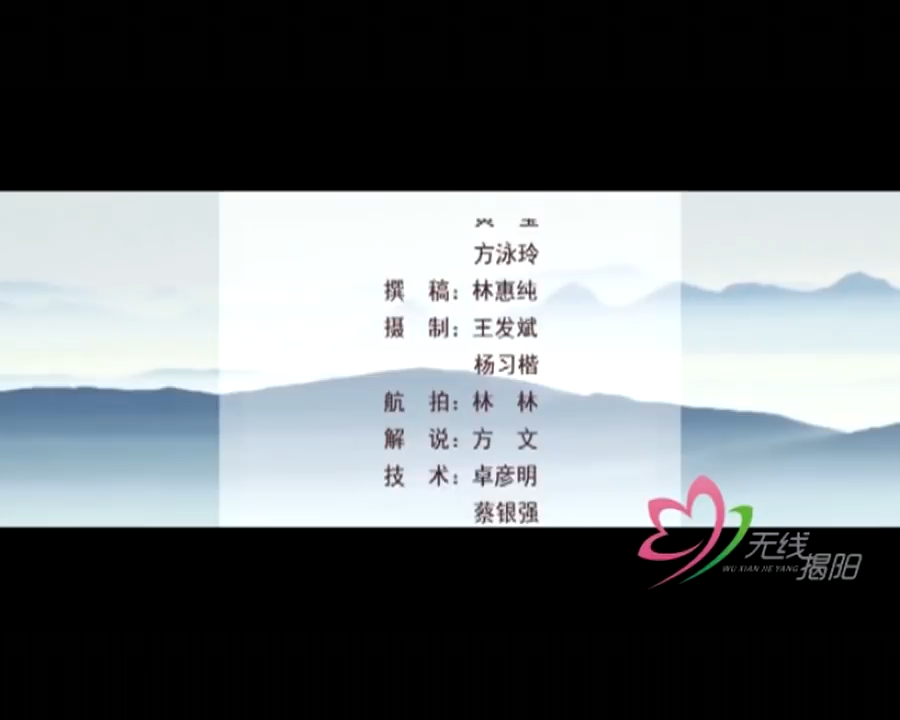 方泳玲
撰 稿：林惠纯
摄 制：王发斌
杨习楷
航 拍：林 林
解 说：方 文
技 术：卓彦明
蔡银强
无线
WU XIAN JIE YANG
揭阳